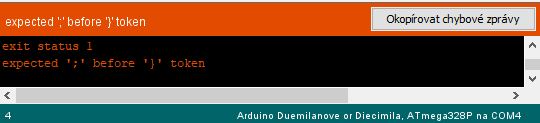 expected ';' before '}' token
Okopírovat chybové zprávy
exit status 1
expected ';' before '}' token
4
Arduino Duemilanove or Diecimila, ATmega328P na COM4